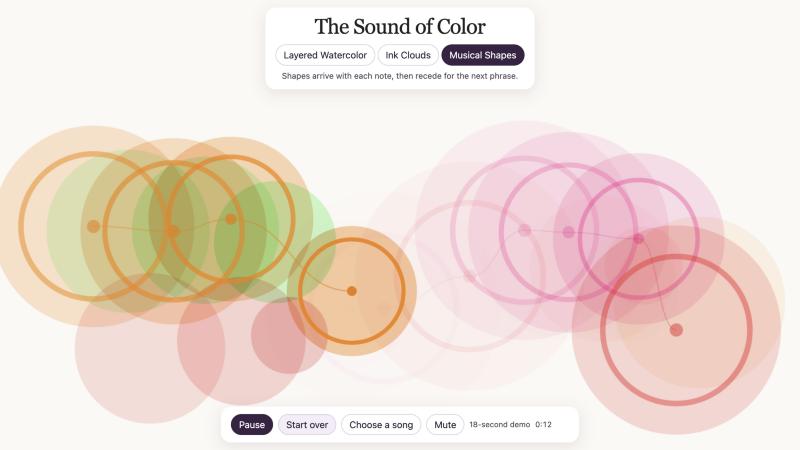 The Sound of Color
Layered Watercolor Ink Clouds Musical Shapes
Shapes arrive with each note, then recede for the next phrase.
Pause Start over Choose a song Mute 18-second demo 0:12